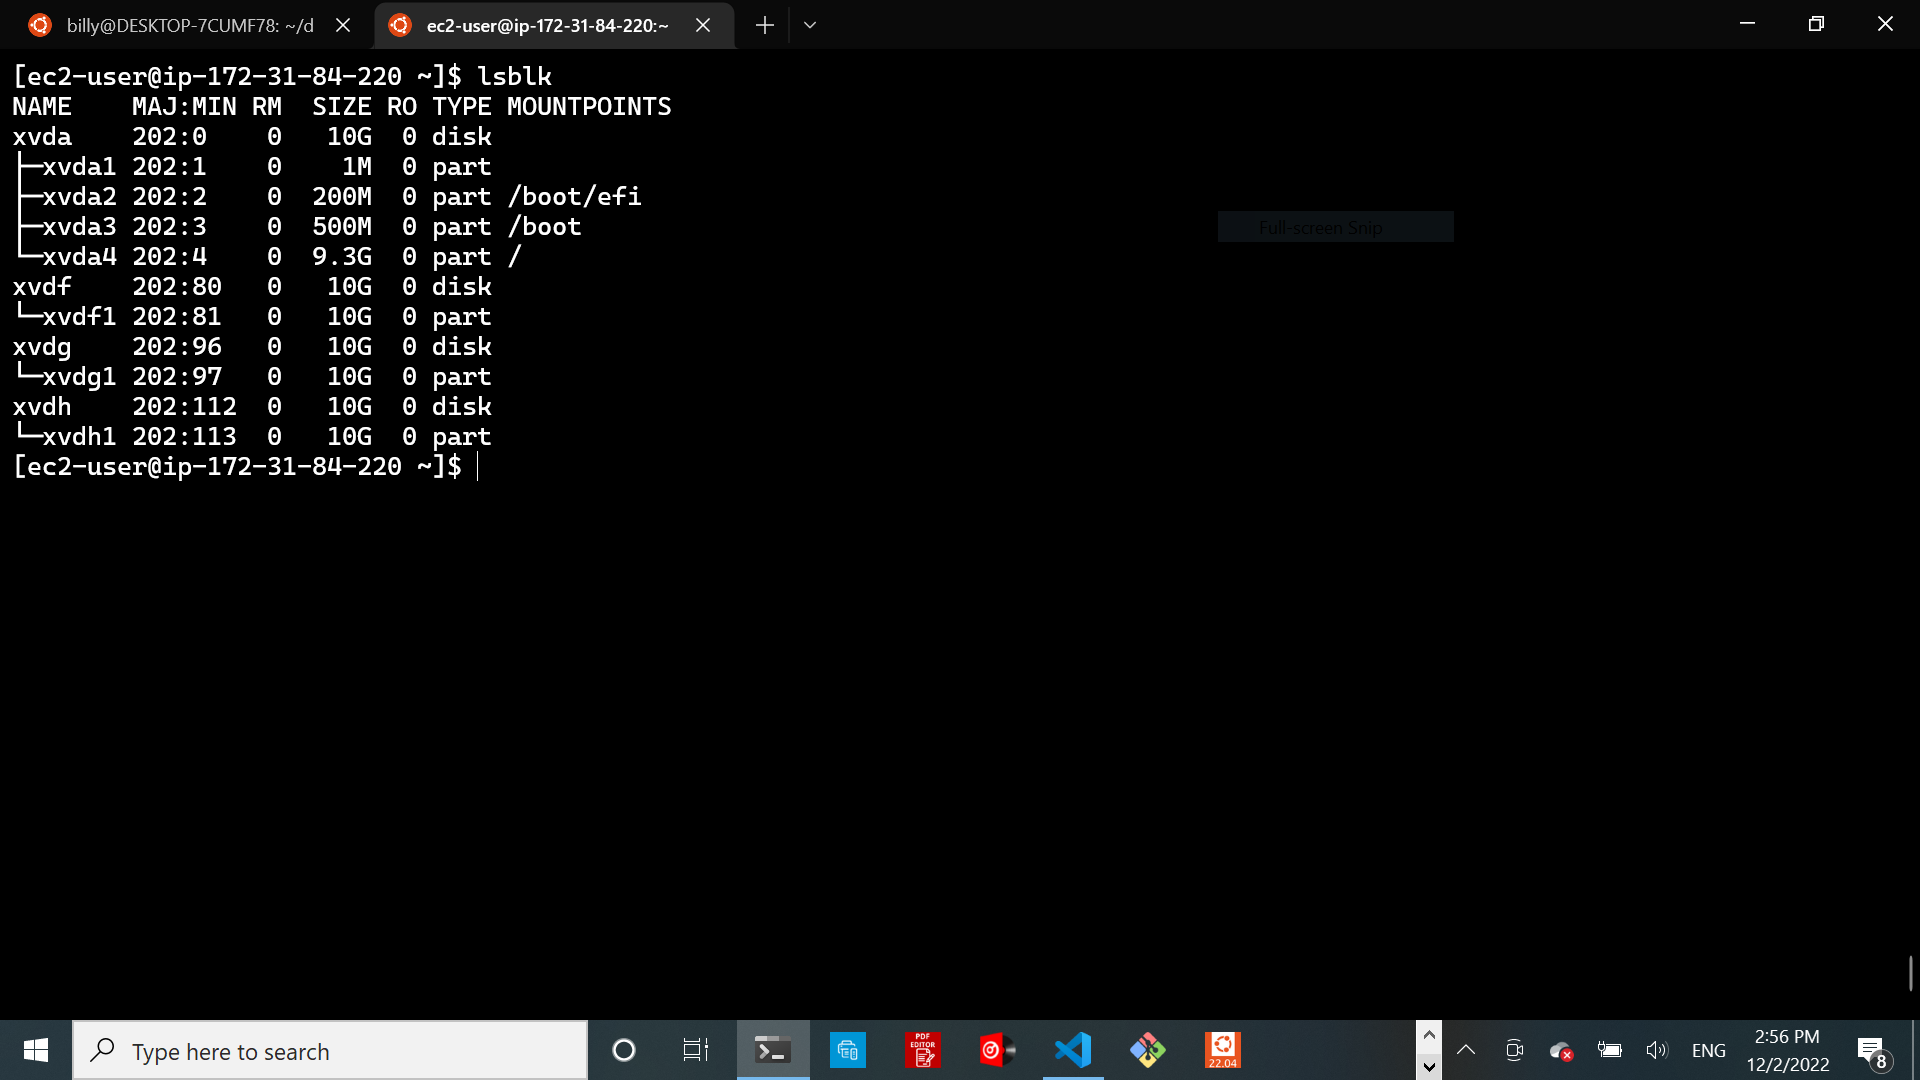 billy@DESKTOP-7CUMF78: ~/d
ec2-user@ip-172-31-84-220:~
[ec2-user@ip-172-31-84-220 ~]$ lsblk
NAME    MAJ:MIN RM  SIZE RO TYPE MOUNTPOINTS
xvda    202:0    0   10G  0 disk
├─xvda1 202:1    0    1M  0 part
├─xvda2 202:2    0  200M  0 part /boot/efi
├─xvda3 202:3    0  500M  0 part /boot
└─xvda4 202:4    0  9.3G  0 part /
xvdf    202:80   0   10G  0 disk
└─xvdf1 202:81   0   10G  0 part
xvdg    202:96   0   10G  0 disk
└─xvdg1 202:97   0   10G  0 part
xvdh    202:112  0   10G  0 disk
└─xvdh1 202:113  0   10G  0 part
[ec2-user@ip-172-31-84-220 ~]$
Full-screen Snip
Type here to search
PDF
EDITOR
22.04
ENG
2:56 PM
12/2/2022
8